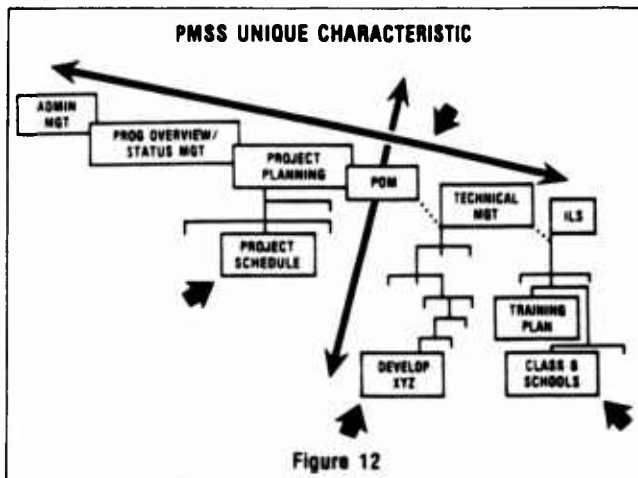 PMSS UNIQUE CHARACTERISTIC
ADMIN
MGT
PROG OVERVIEW/
STATUS MGT
PROJECT
PLANNING
POM
TECHNICAL
MGT
ILS
PROJECT
SCHEDULE
TRAINING
PLAN
DEVELOP
XYZ
CLASS B
SCHOOLS
Figure 12